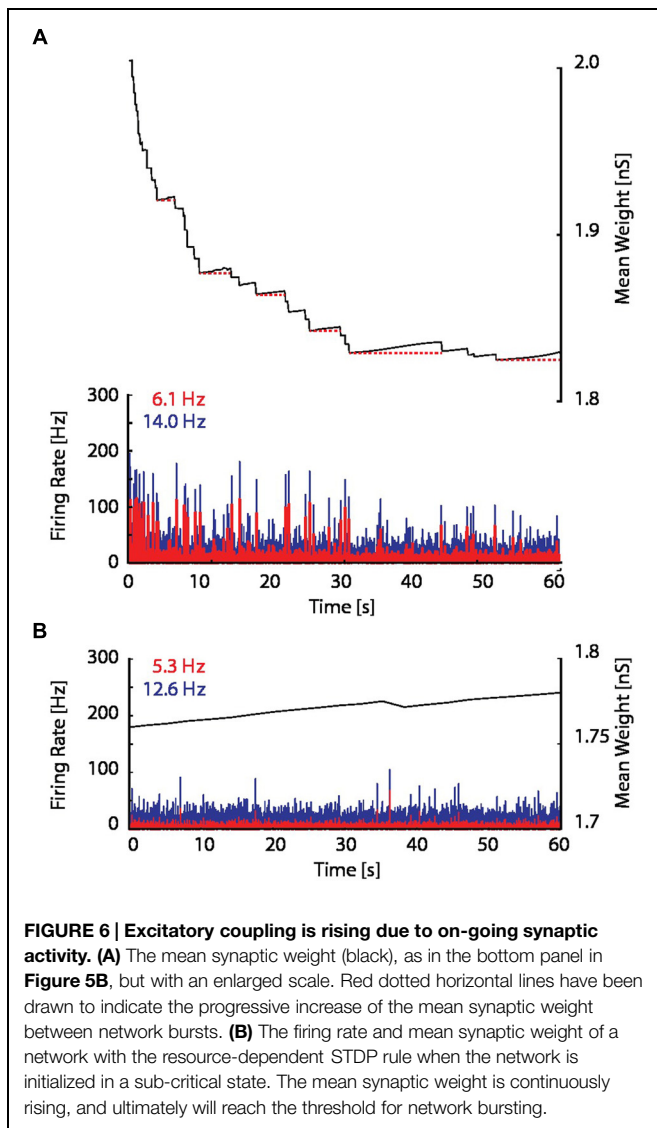 A
2.0
1.9
1.8
Mean Weight [nS]
300
200
100
0
Firing Rate [Hz]
6.1 Hz
14.0 Hz
0 10 20 30 40 50 60
Time [s]
B
300
200
100
0
Firing Rate [Hz]
5.3 Hz
12.6 Hz
1.8
1.75
1.7
Mean Weight [nS]
0 10 20 30 40 50 60
Time [s]
FIGURE 6 | Excitatory coupling is rising due to on-going synaptic
activity. (A) The mean synaptic weight (black), as in the bottom panel in
Figure 5B, but with an enlarged scale. Red dotted horizontal lines have been
drawn to indicate the progressive increase of the mean synaptic weight
between network bursts. (B) The firing rate and mean synaptic weight of a
network with the resource-dependent STDP rule when the network is
initialized in a sub-critical state. The mean synaptic weight is continuously
rising, and ultimately will reach the threshold for network bursting.